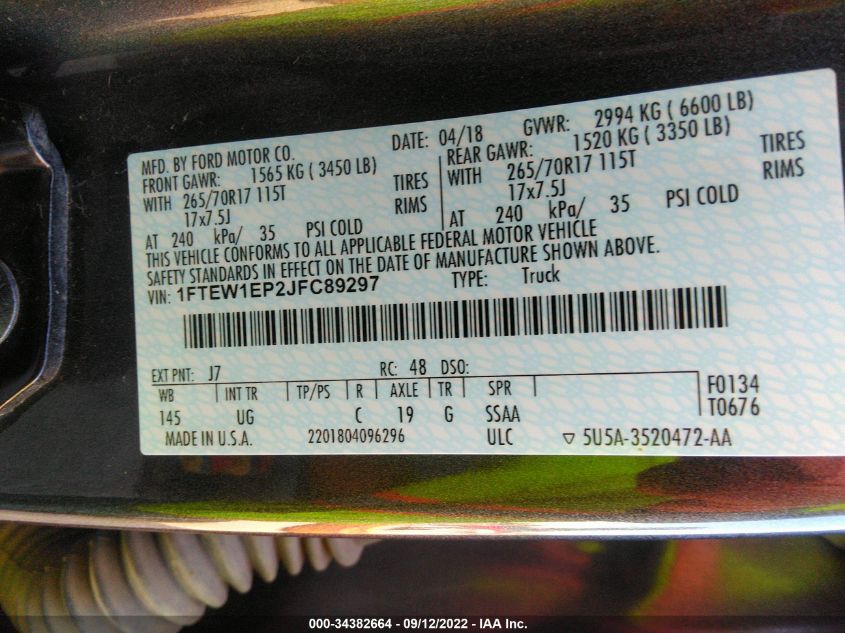 MFD. BY FORD MOTOR CO. DATE: 04/18 GVWR: 2994 KG ( 6600 LB)
FRONT GAWR: 1565 KG ( 3450 LB) REAR GAWR: 1520 KG ( 3350 LB)
WITH 265/70R17 115T TIRES WITH 265/70R17 115T TIRES
17x7.5J RIMS 17x7.5J RIMS
AT 240 kPa/ 35 PSI COLD AT 240 kPa/ 35 PSI COLD
THIS VEHICLE CONFORMS TO ALL APPLICABLE FEDERAL MOTOR VEHICLE
SAFETY STANDARDS IN EFFECT ON THE DATE OF MANUFACTURE SHOWN ABOVE.
VIN: 1FTEW1EP2JFC89297 TYPE: Truck
EXT PNT: J7 RC: 48 DSO:
WB INT TR TP/PS R AXLE TR SPR F0134
145 UG C 19 G SSAA T0676
MADE IN U.S.A. 2201804096296 ULC ▽ 5U5A-3520472-AA
000-34382664 - 09/12/2022 - IAA Inc.